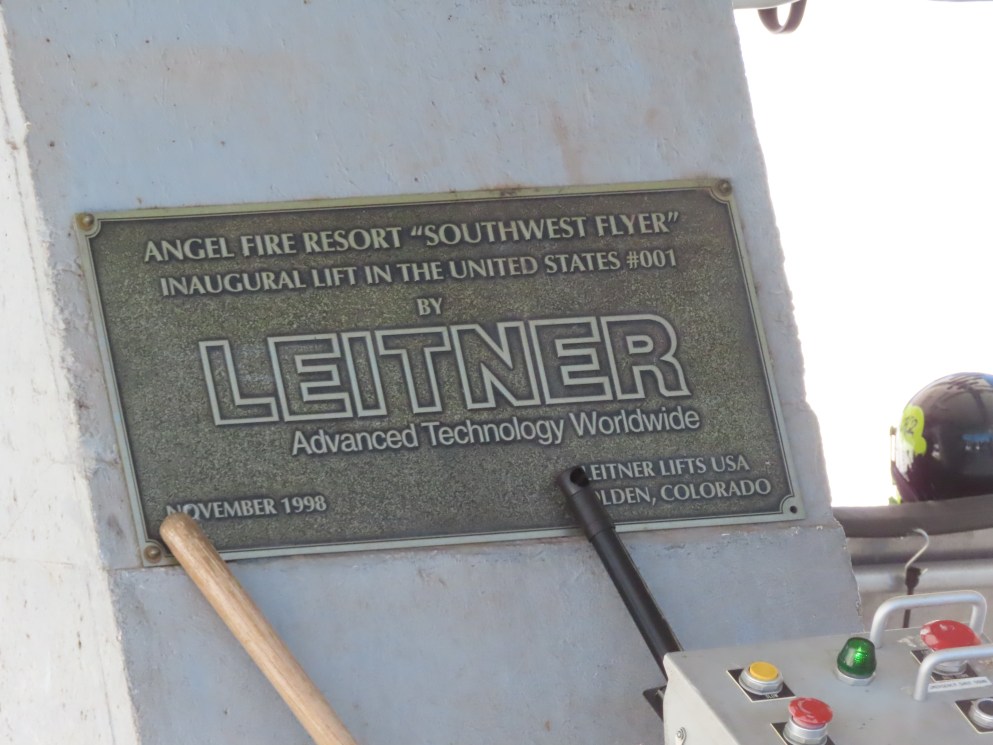 ANGEL FIRE RESORT “SOUTHWEST FLYER”
INAUGURAL LIFT IN THE UNITED STATES #001
BY
LEITNER
Advanced Technology Worldwide
LEITNER LIFTS USA
OLDEN, COLORADO
NOVEMBER 1998